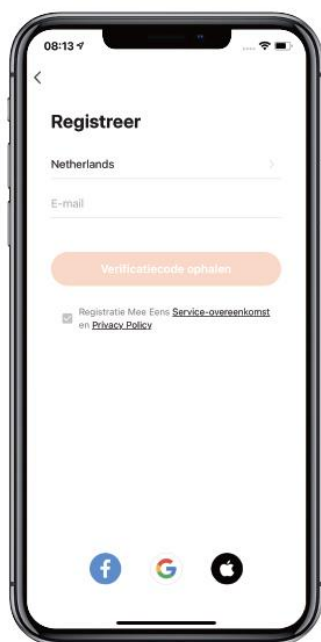 08:13
Registreer
Netherlands
E-mail
Verificatiecode ophalen
Registratie Mee Eens Service-overeenkomst
en Privacy Policy